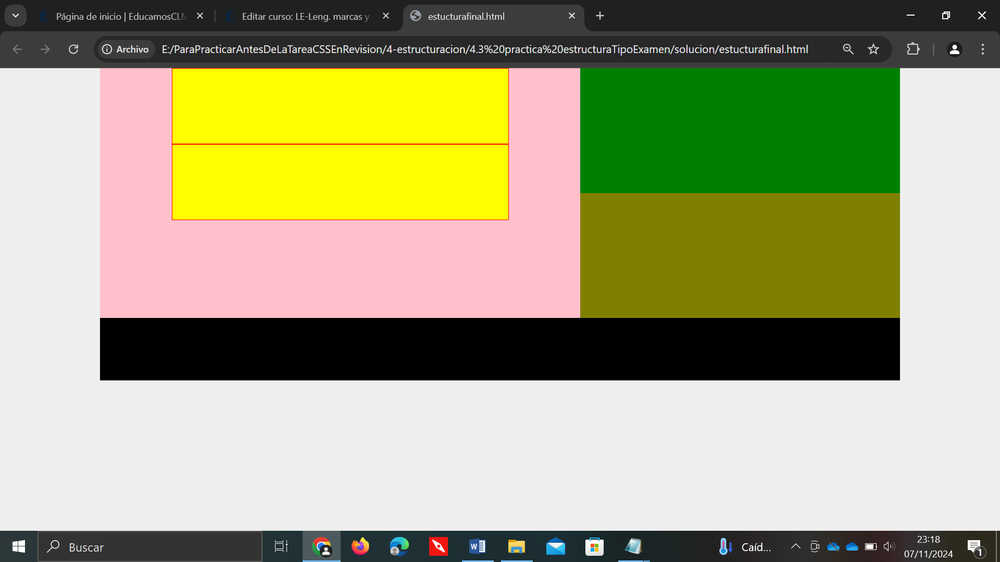 Página de inicio | EducamosCLM
Editar curso: LE-Leng. marcas y
estucturafinal.html
Archivo
E:/ParaPracticarAntesDeLaTareaCSSEnRevision/4-estructuracion/4.3%20practica%20estructuraTipoExamen/solucion/estucturafinal.html
Buscar
Caíd...
23:18
07/11/2024
1